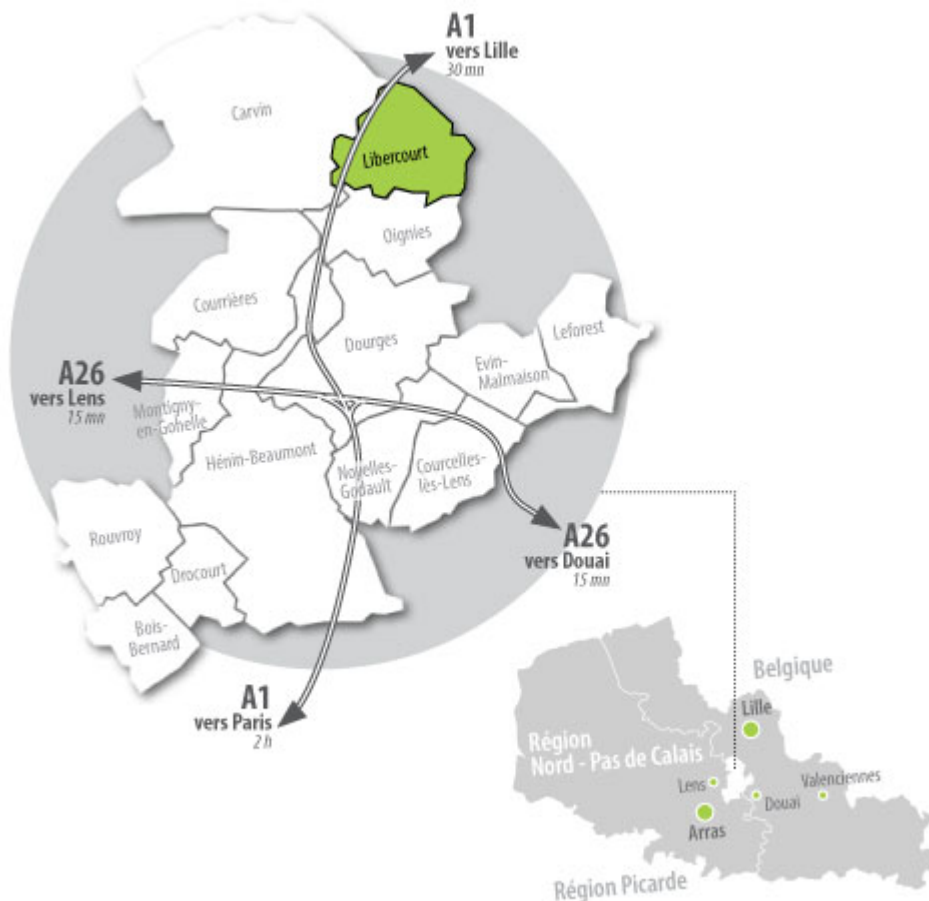 A1
vers Lille
30 mn
Carvin
Libercourt
Oignies
Courrières
Dourges
Leforest
Evin-
Malmaison
A26
vers Lens
15 mn
Montigny-
en-Gohelle
Hénin-Beaumont
Noyelles-
Godault
Courcelles-
lès-Lens
Rouvroy
Drocourt
Bois-
Bernard
A26
vers Douai
15 mn
A1
vers Paris
2 h
Belgique
Lille
Région
Nord - Pas de Calais
Lens
Douai
Valenciennes
Arras
Région Picarde